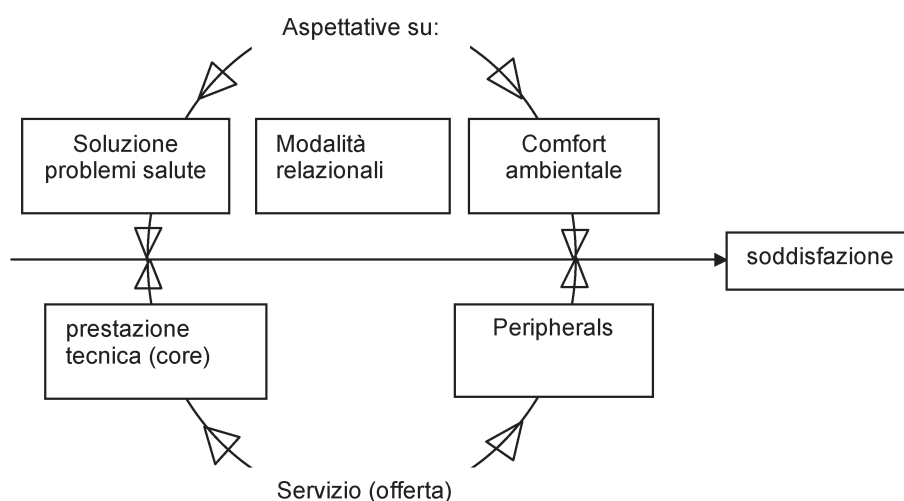 Aspettative su:
Soluzione
problemi salute
Modalità
relazionali
Comfort
ambientale
soddisfazione
prestazione
tecnica (core)
Peripherals
Servizio (offerta)